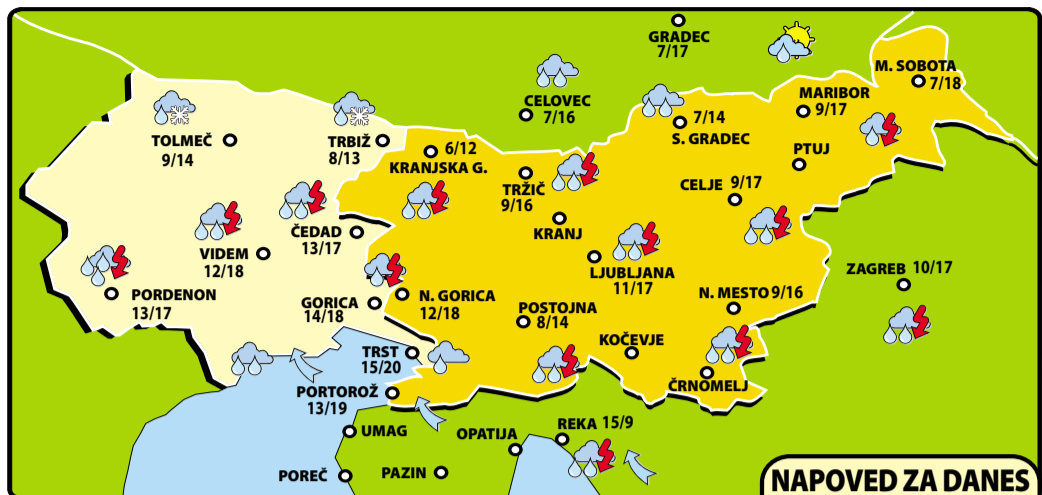 GRADEC
7/17
M. SOBOTA
7/18
CELOVEC
7/16
MARIBOR
9/17
7/14
S. GRADEC
TOLMEČ
9/14
TRBIŽ
8/13
6/12
KRANJSKA G.
PTUJ
TRŽIČ
9/16
CELJE 9/17
ČEDAD
13/17
KRANJ
VIDEM
12/18
LJUBLJANA
11/17
ZAGREB 10/17
PORDENON
13/17
GORICA
14/18
N. GORICA
12/18
N. MESTO 9/16
POSTOJNA
8/14
KOČEVJE
TRST
15/20
ČRNOMELJ
PORTOROŽ
13/19
UMAG
OPATIJA
REKA 15/9
POREČ
PAZIN
NAPOVED ZA DANES